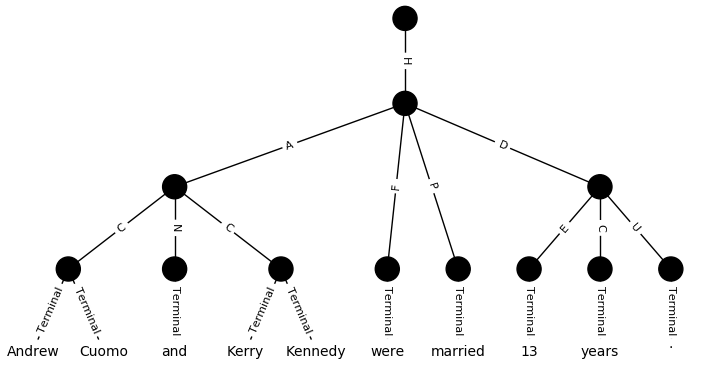 H
A
F
P
D
C
N
C
E
C
U
Terminal Terminal Terminal Terminal Terminal Terminal Terminal Terminal Terminal Terminal
Andrew Cuomo and Kerry Kennedy were married 13 years .